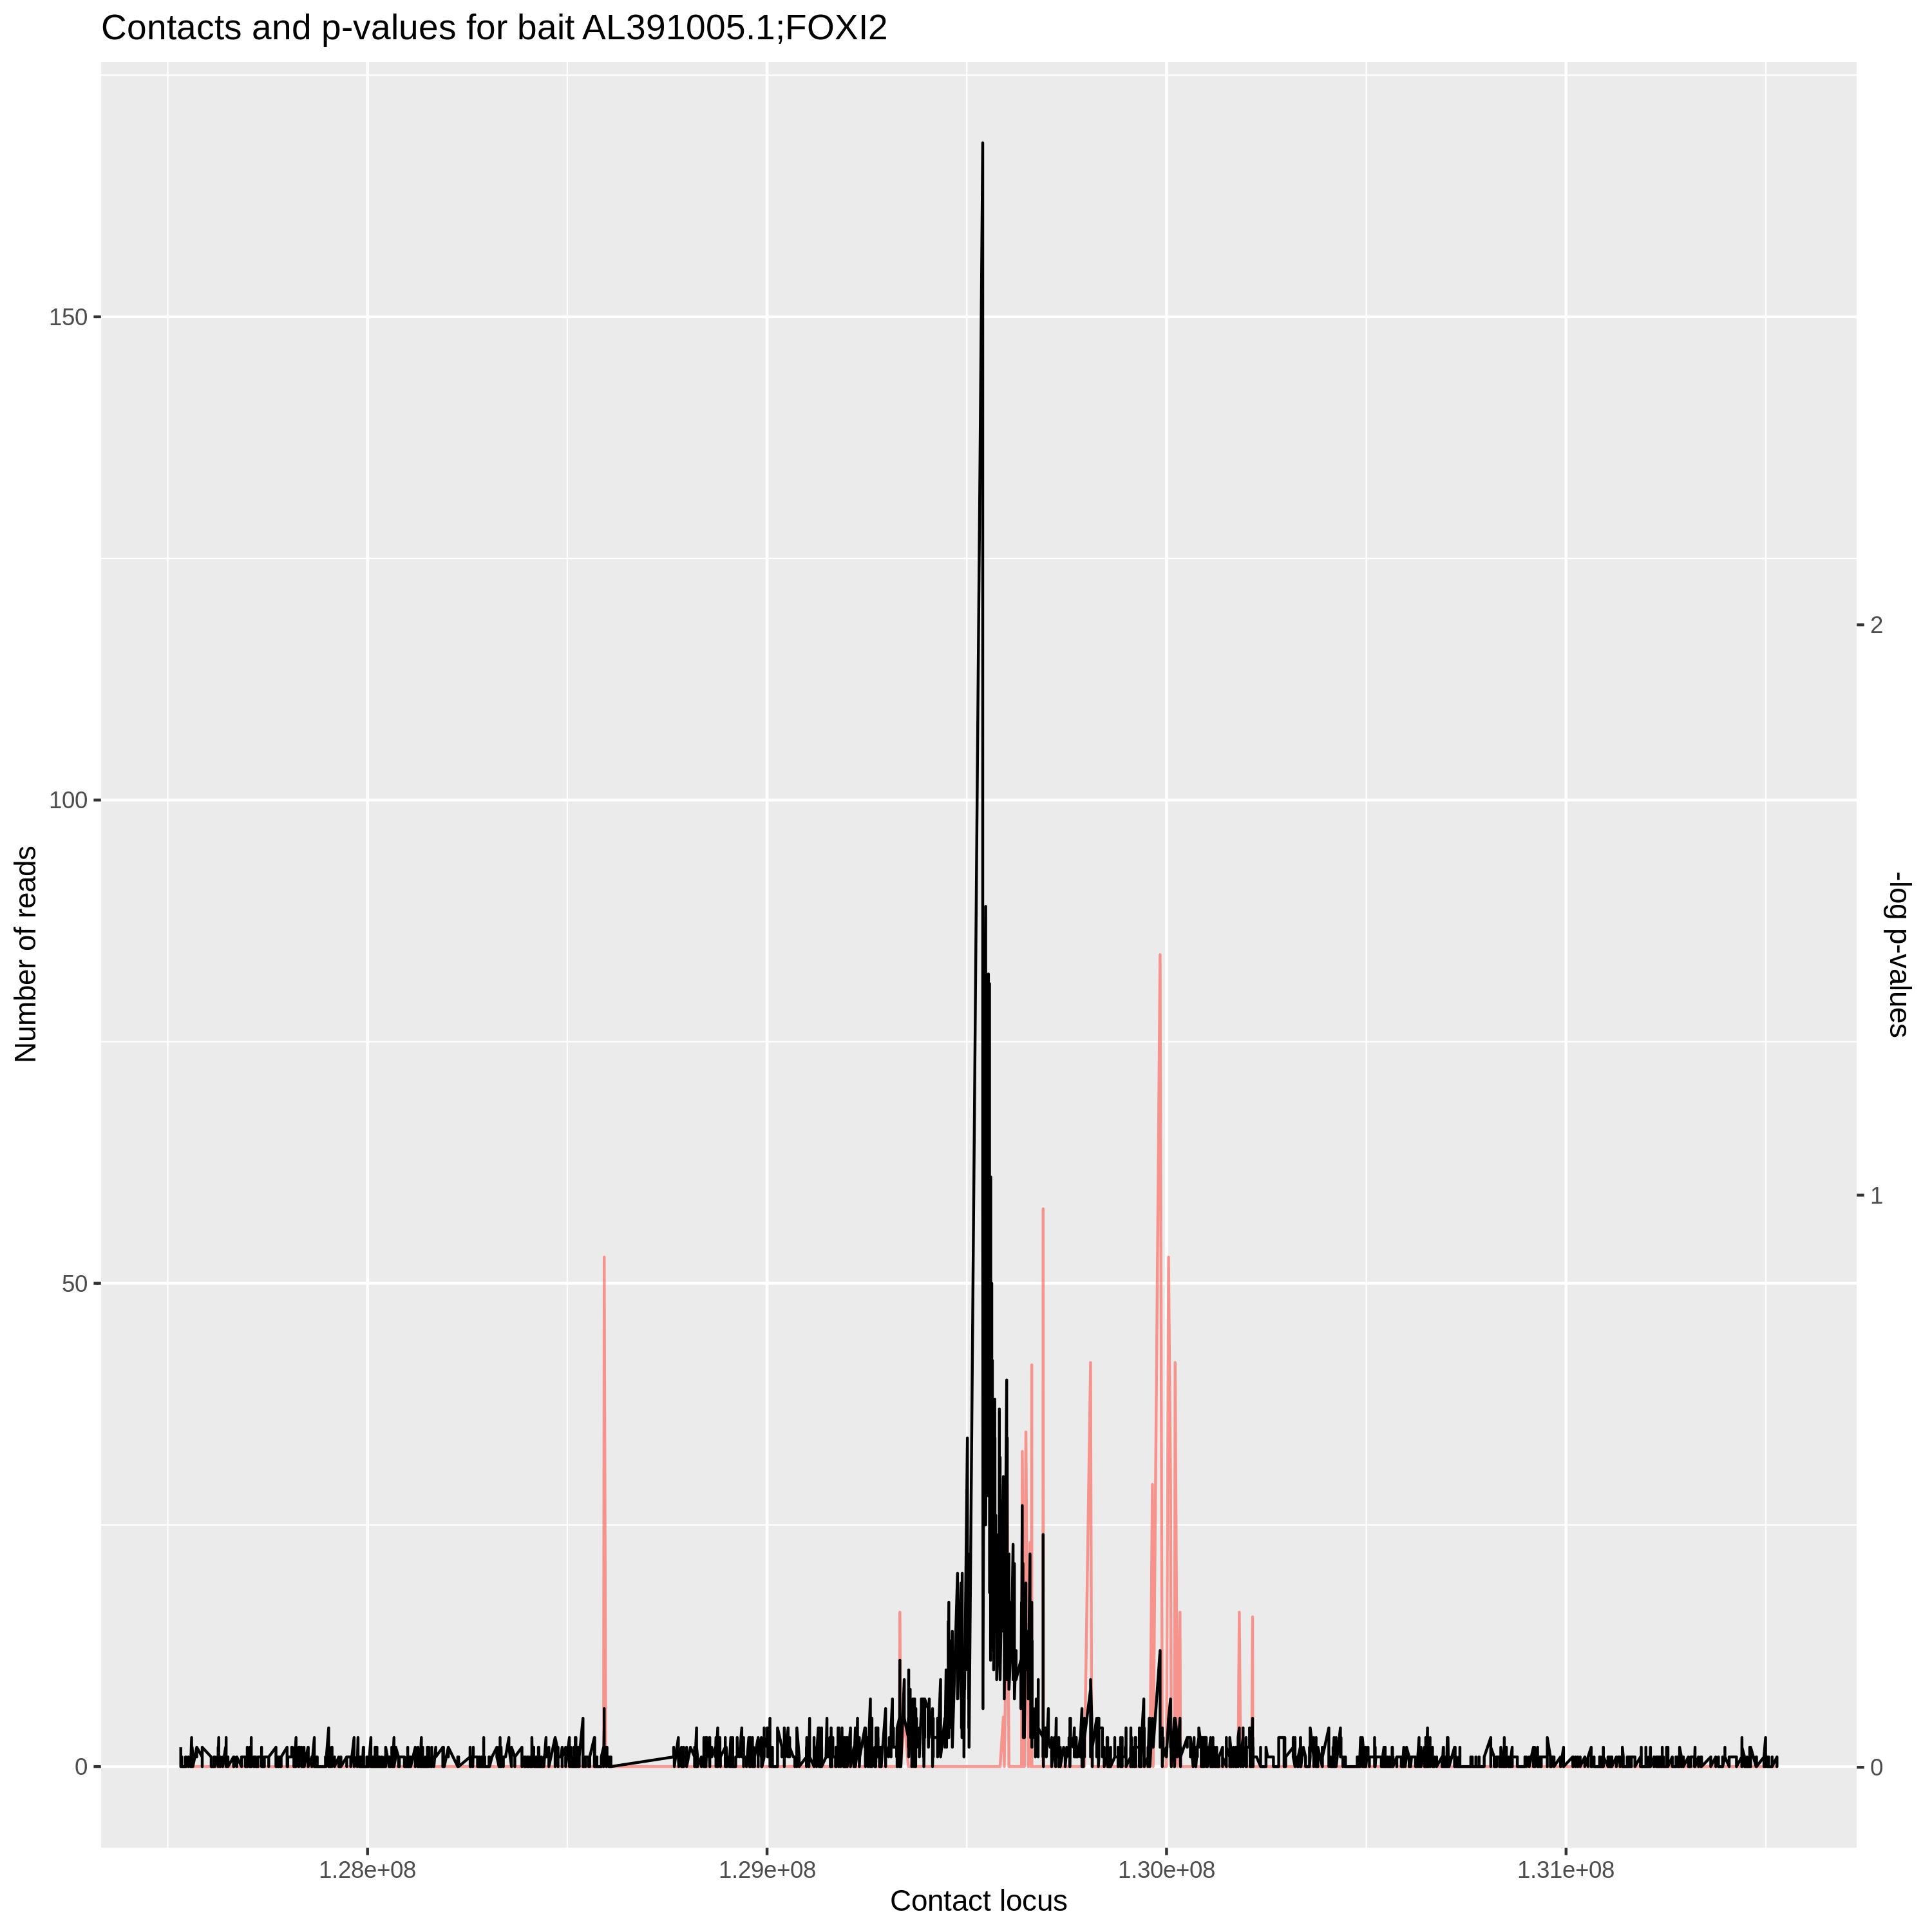 Contacts and p-values for bait AL391005.1;FOXI2
150
100
50
0
Number of reads
2
1
0
-log p-values
1.28e+08
1.29e+08
1.30e+08
1.31e+08
Contact locus